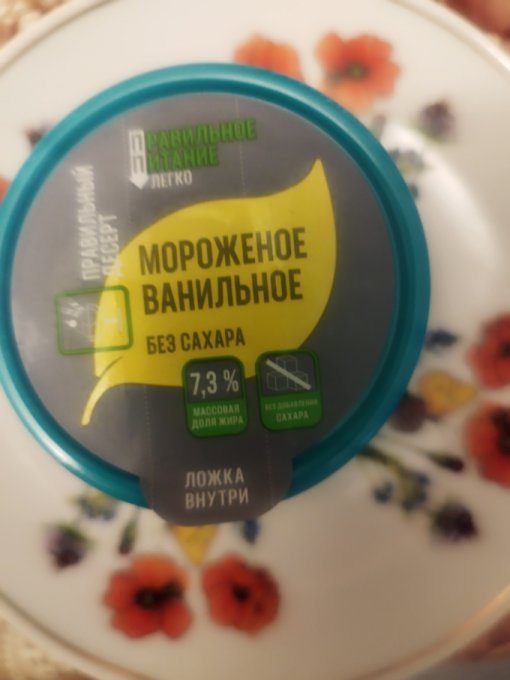 ПРАВИЛЬНОЕ
ПИТАНИЕ
ЛЕГКО
ПРАВИЛЬНЫЙ
ДЕСЕРТ
МОРОЖЕНОЕ
ВАНИЛЬНОЕ
БЕЗ САХАРА
7,3 %
МАССОВАЯ
ДОЛЯ ЖИРА
БЕЗ ДОБАВЛЕНИЯ
САХАРА
ЛОЖКА
ВНУТРИ